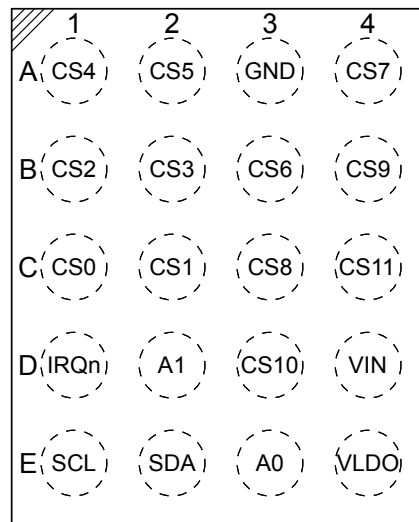 1 2 3 4
A CS4 CS5 GND CS7
B CS2 CS3 CS6 CS9
C CS0 CS1 CS8 CS11
D IRQn A1 CS10 VIN
E SCL SDA A0 VLDO